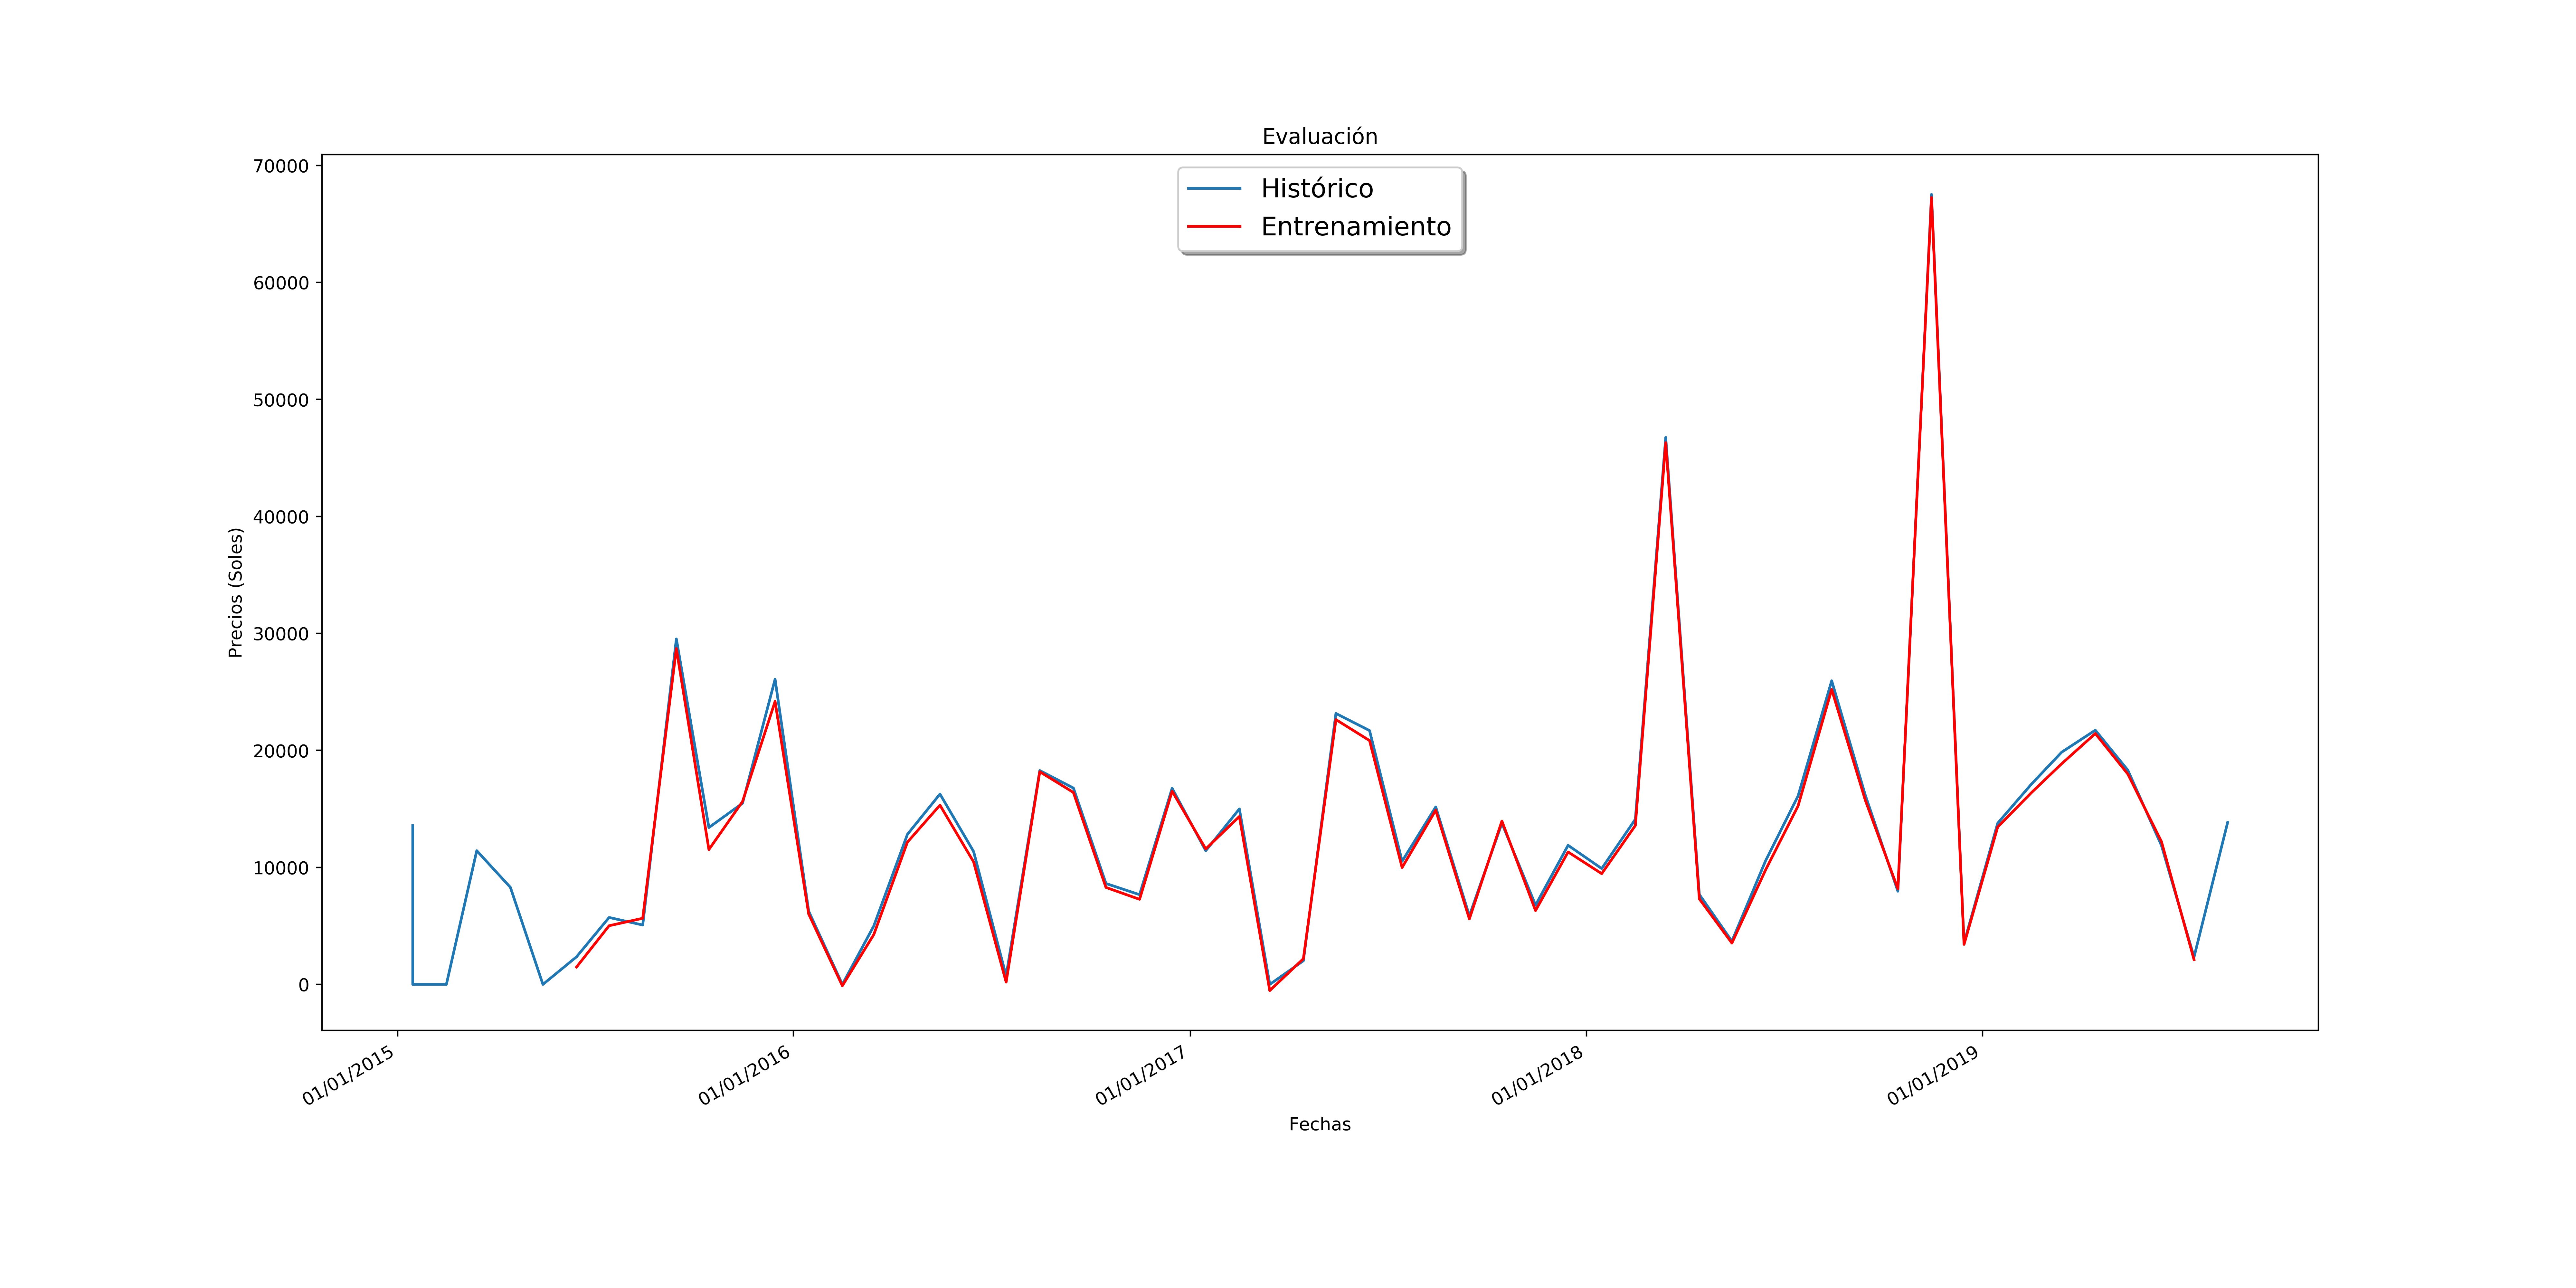 Evaluación
Histórico
Entrenamiento
70000
60000
50000
40000
30000
20000
10000
0
Precios (Soles)
01/01/2015
01/01/2016
01/01/2017
01/01/2018
01/01/2019
Fechas